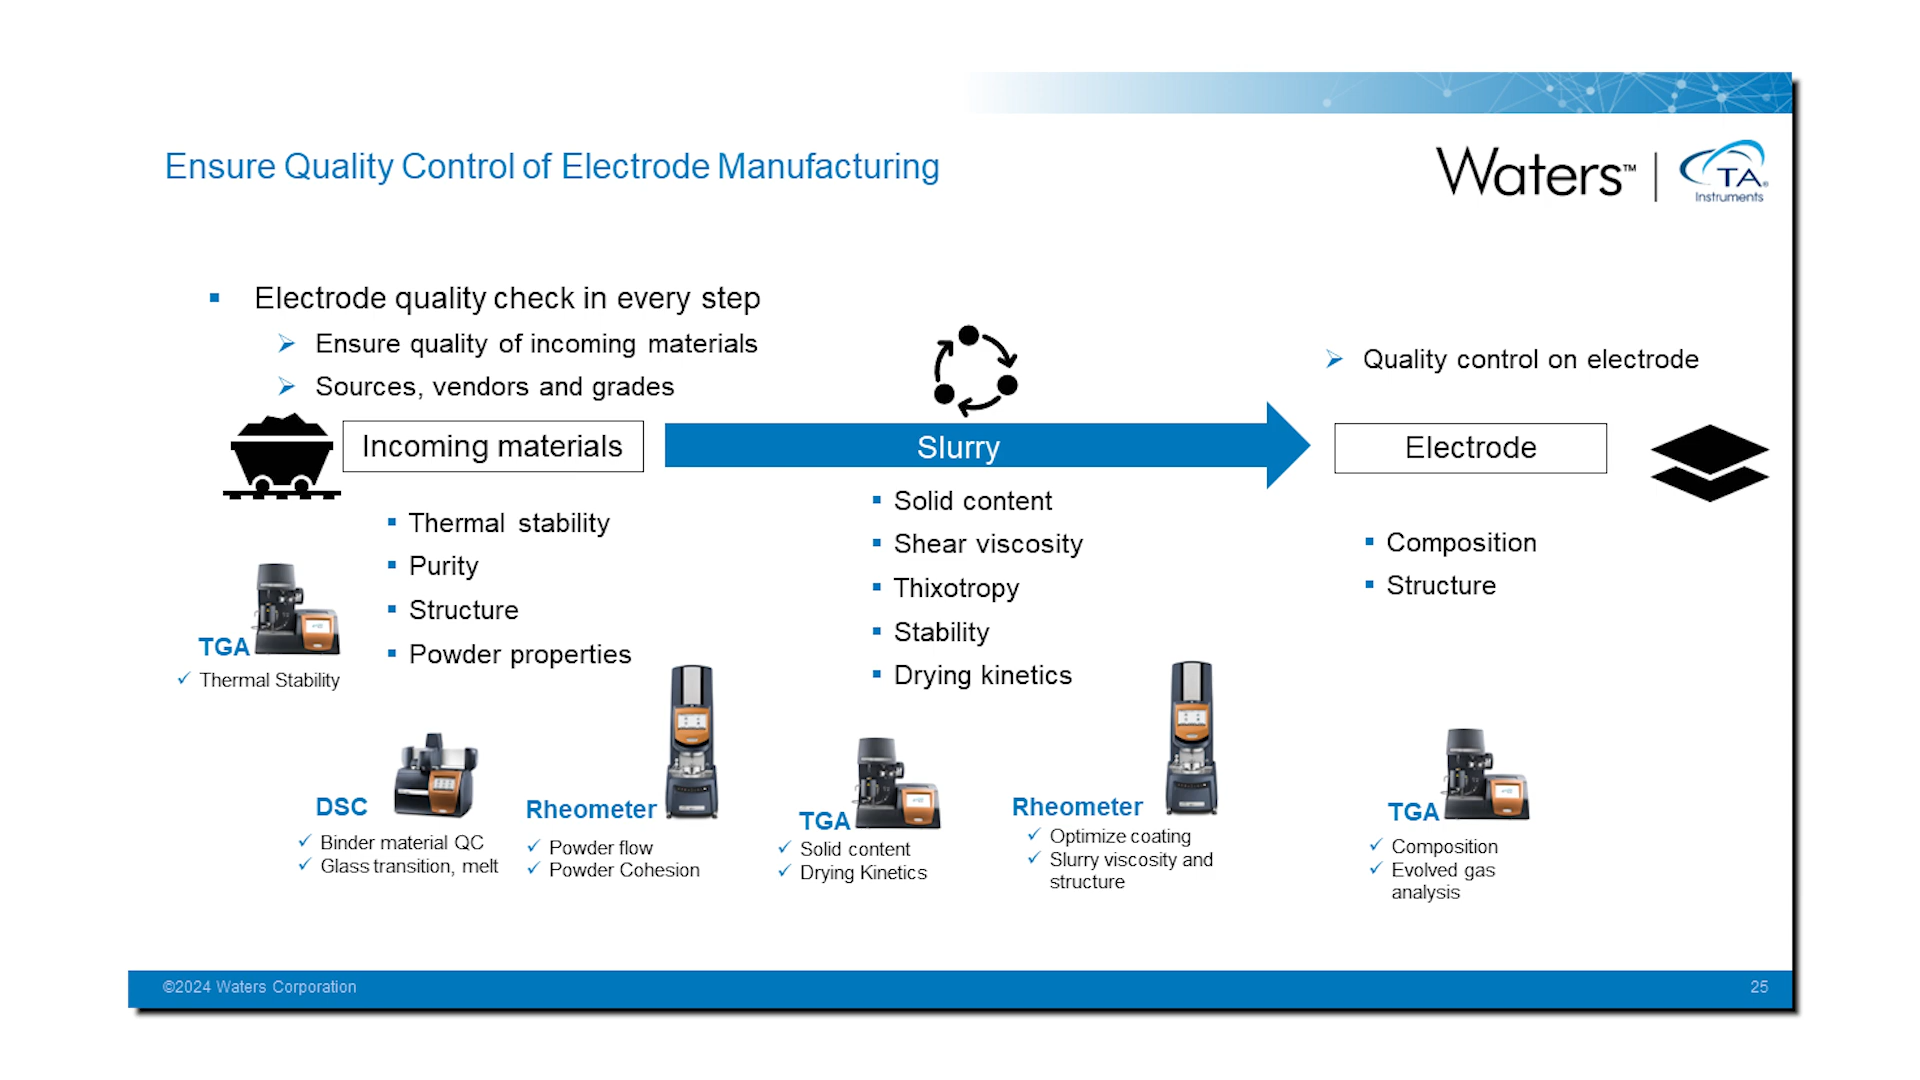 Ensure Quality Control of Electrode Manufacturing
Waters™ | TA®
Instruments
Electrode quality check in every step
Ensure quality of incoming materials
Sources, vendors and grades
Quality control on electrode
Incoming materials
Slurry
Electrode
Thermal stability
Purity
Structure
Powder properties
Solid content
Shear viscosity
Thixotropy
Stability
Drying kinetics
Composition
Structure
TGA
Thermal Stability
DSC
Binder material QC
Glass transition, melt
Rheometer
Powder flow
Powder Cohesion
TGA
Solid content
Drying Kinetics
Rheometer
Optimize coating
Slurry viscosity and
structure
TGA
Composition
Evolved gas
analysis
©2024 Waters Corporation
25